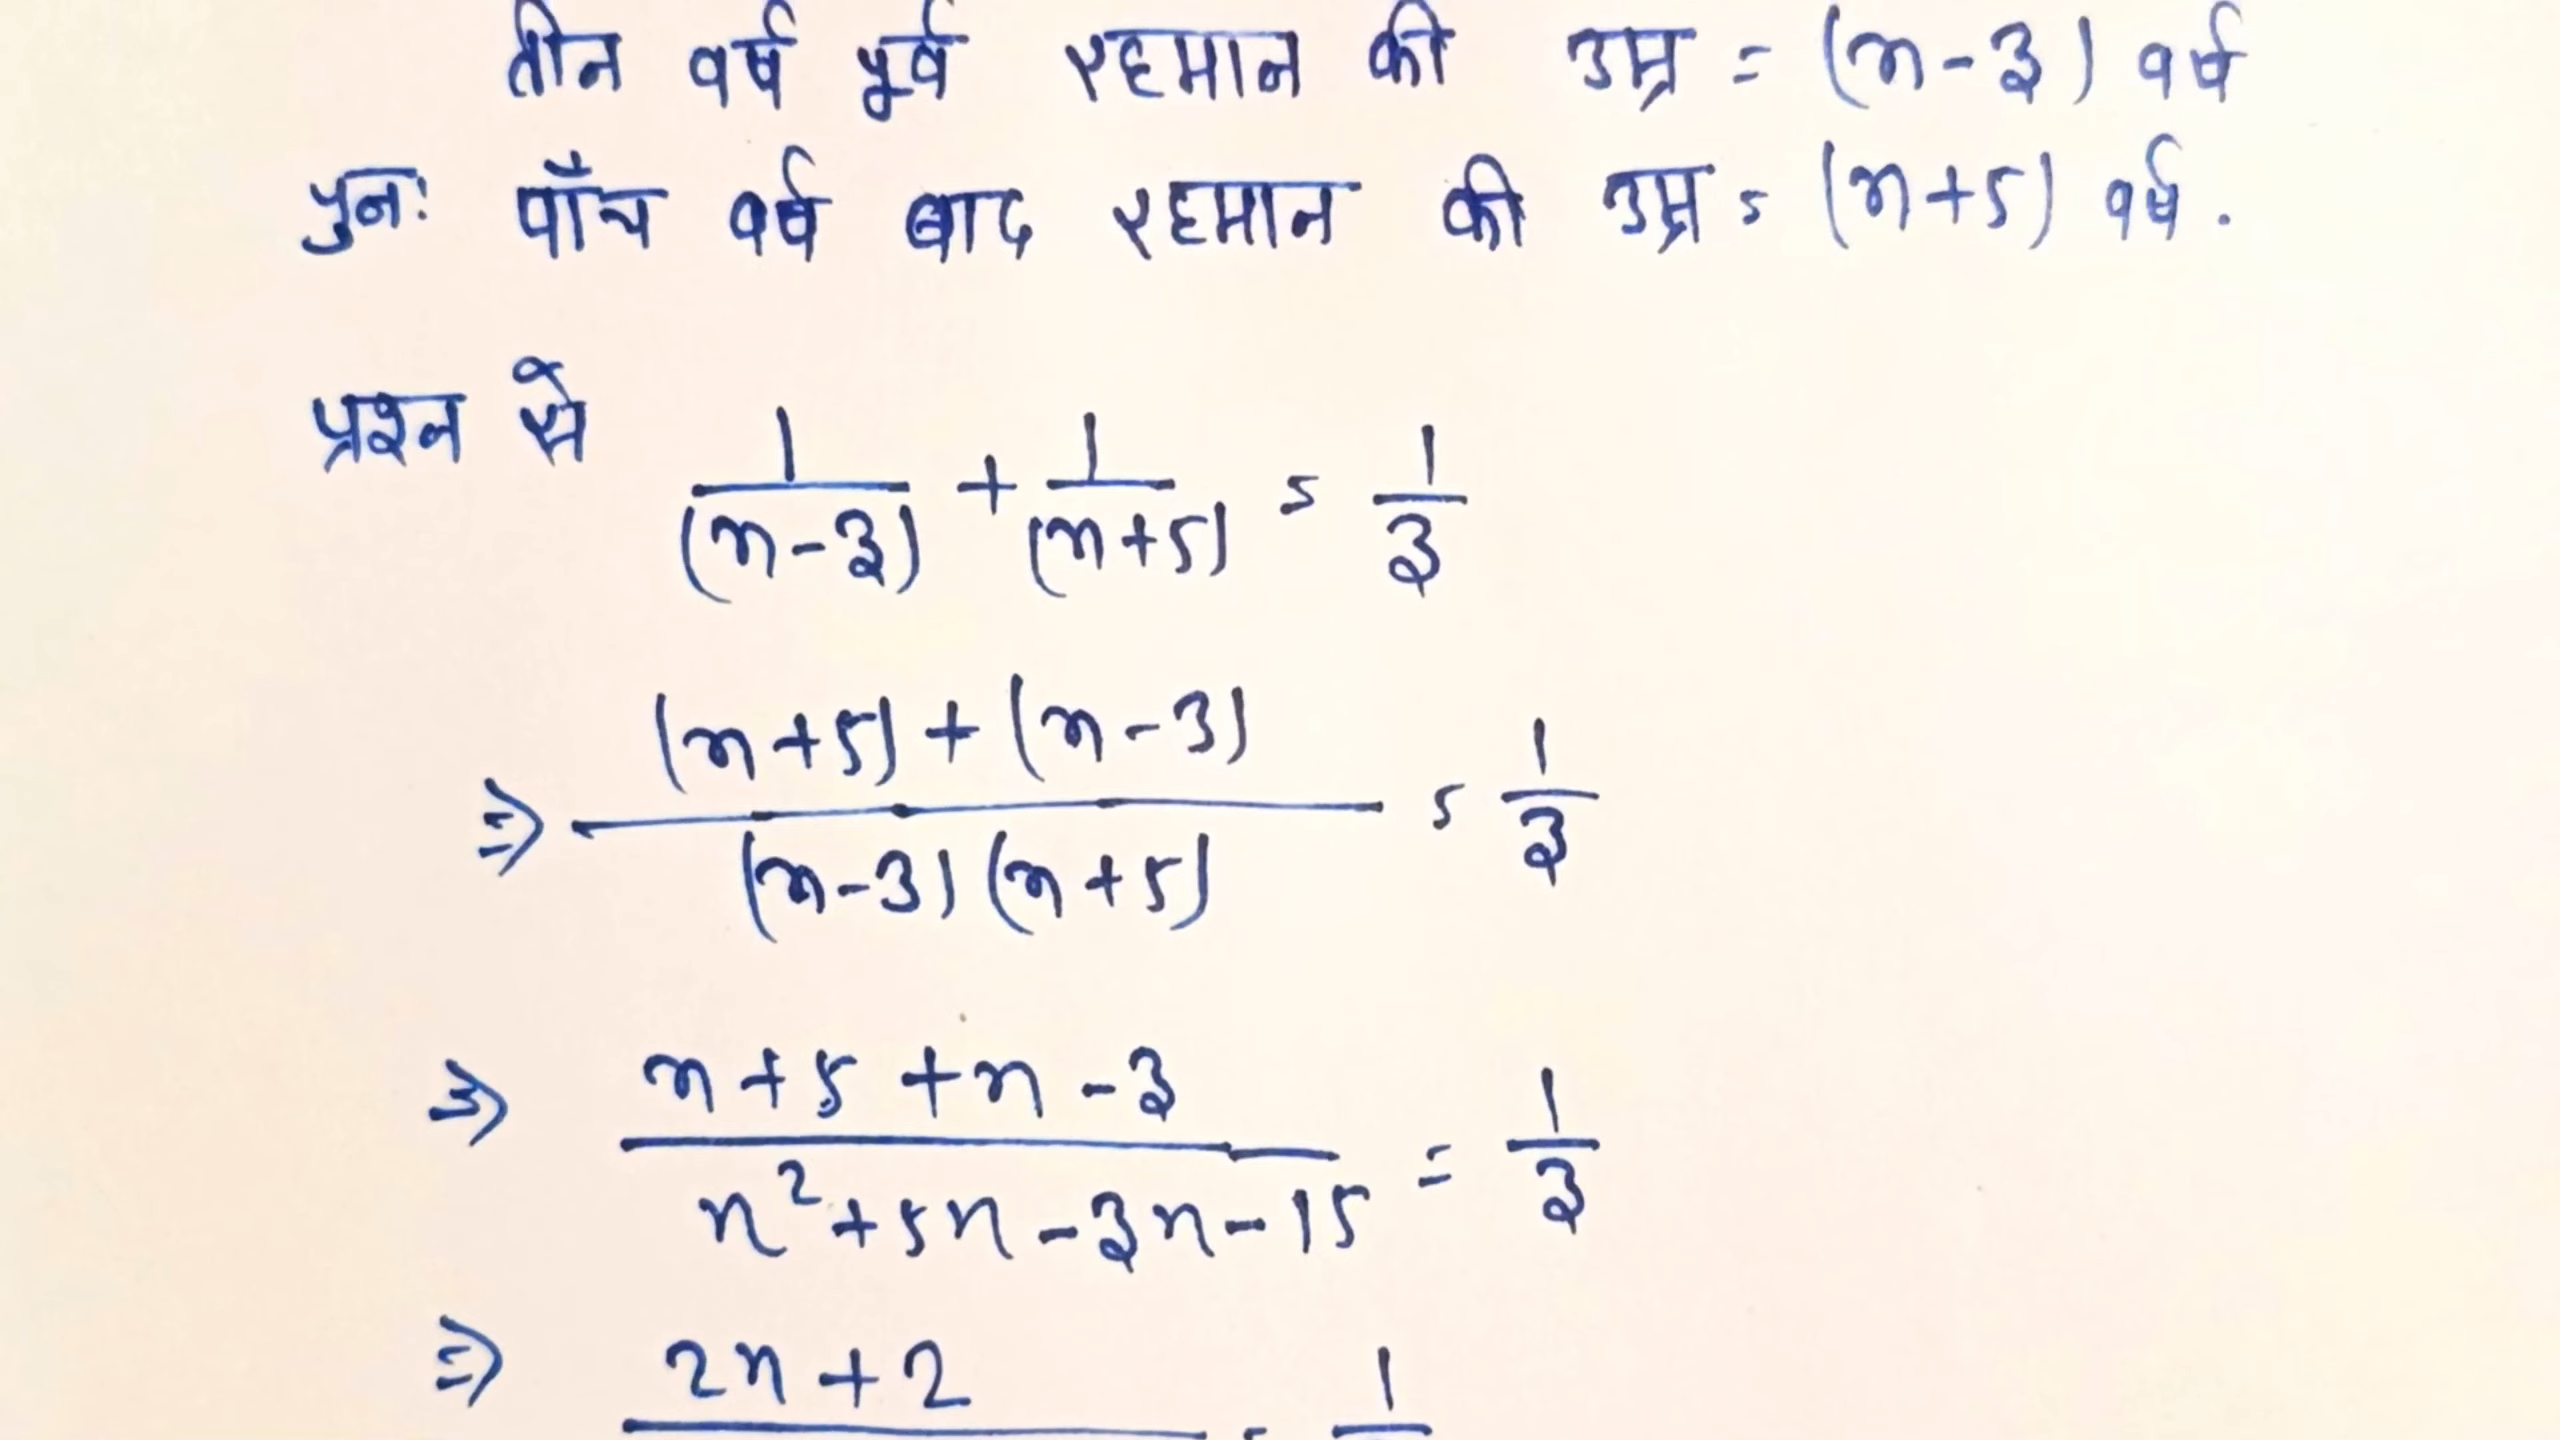 तीन वर्ष पूर्व रहमान की उम्र = (x-3) वर्ष
पुनः पाँच वर्ष बाद रहमान की उम्र = (x+5) वर्ष.
प्रश्न से 1/(x-3) + 1/(x+5) = 1/3
⇒ (x+5)+(x-3)/(x-3)(x+5) = 1/3
⇒ x+5+x-3/x²+5x-3x-15 = 1/3
⇒ 2x+2 = 1